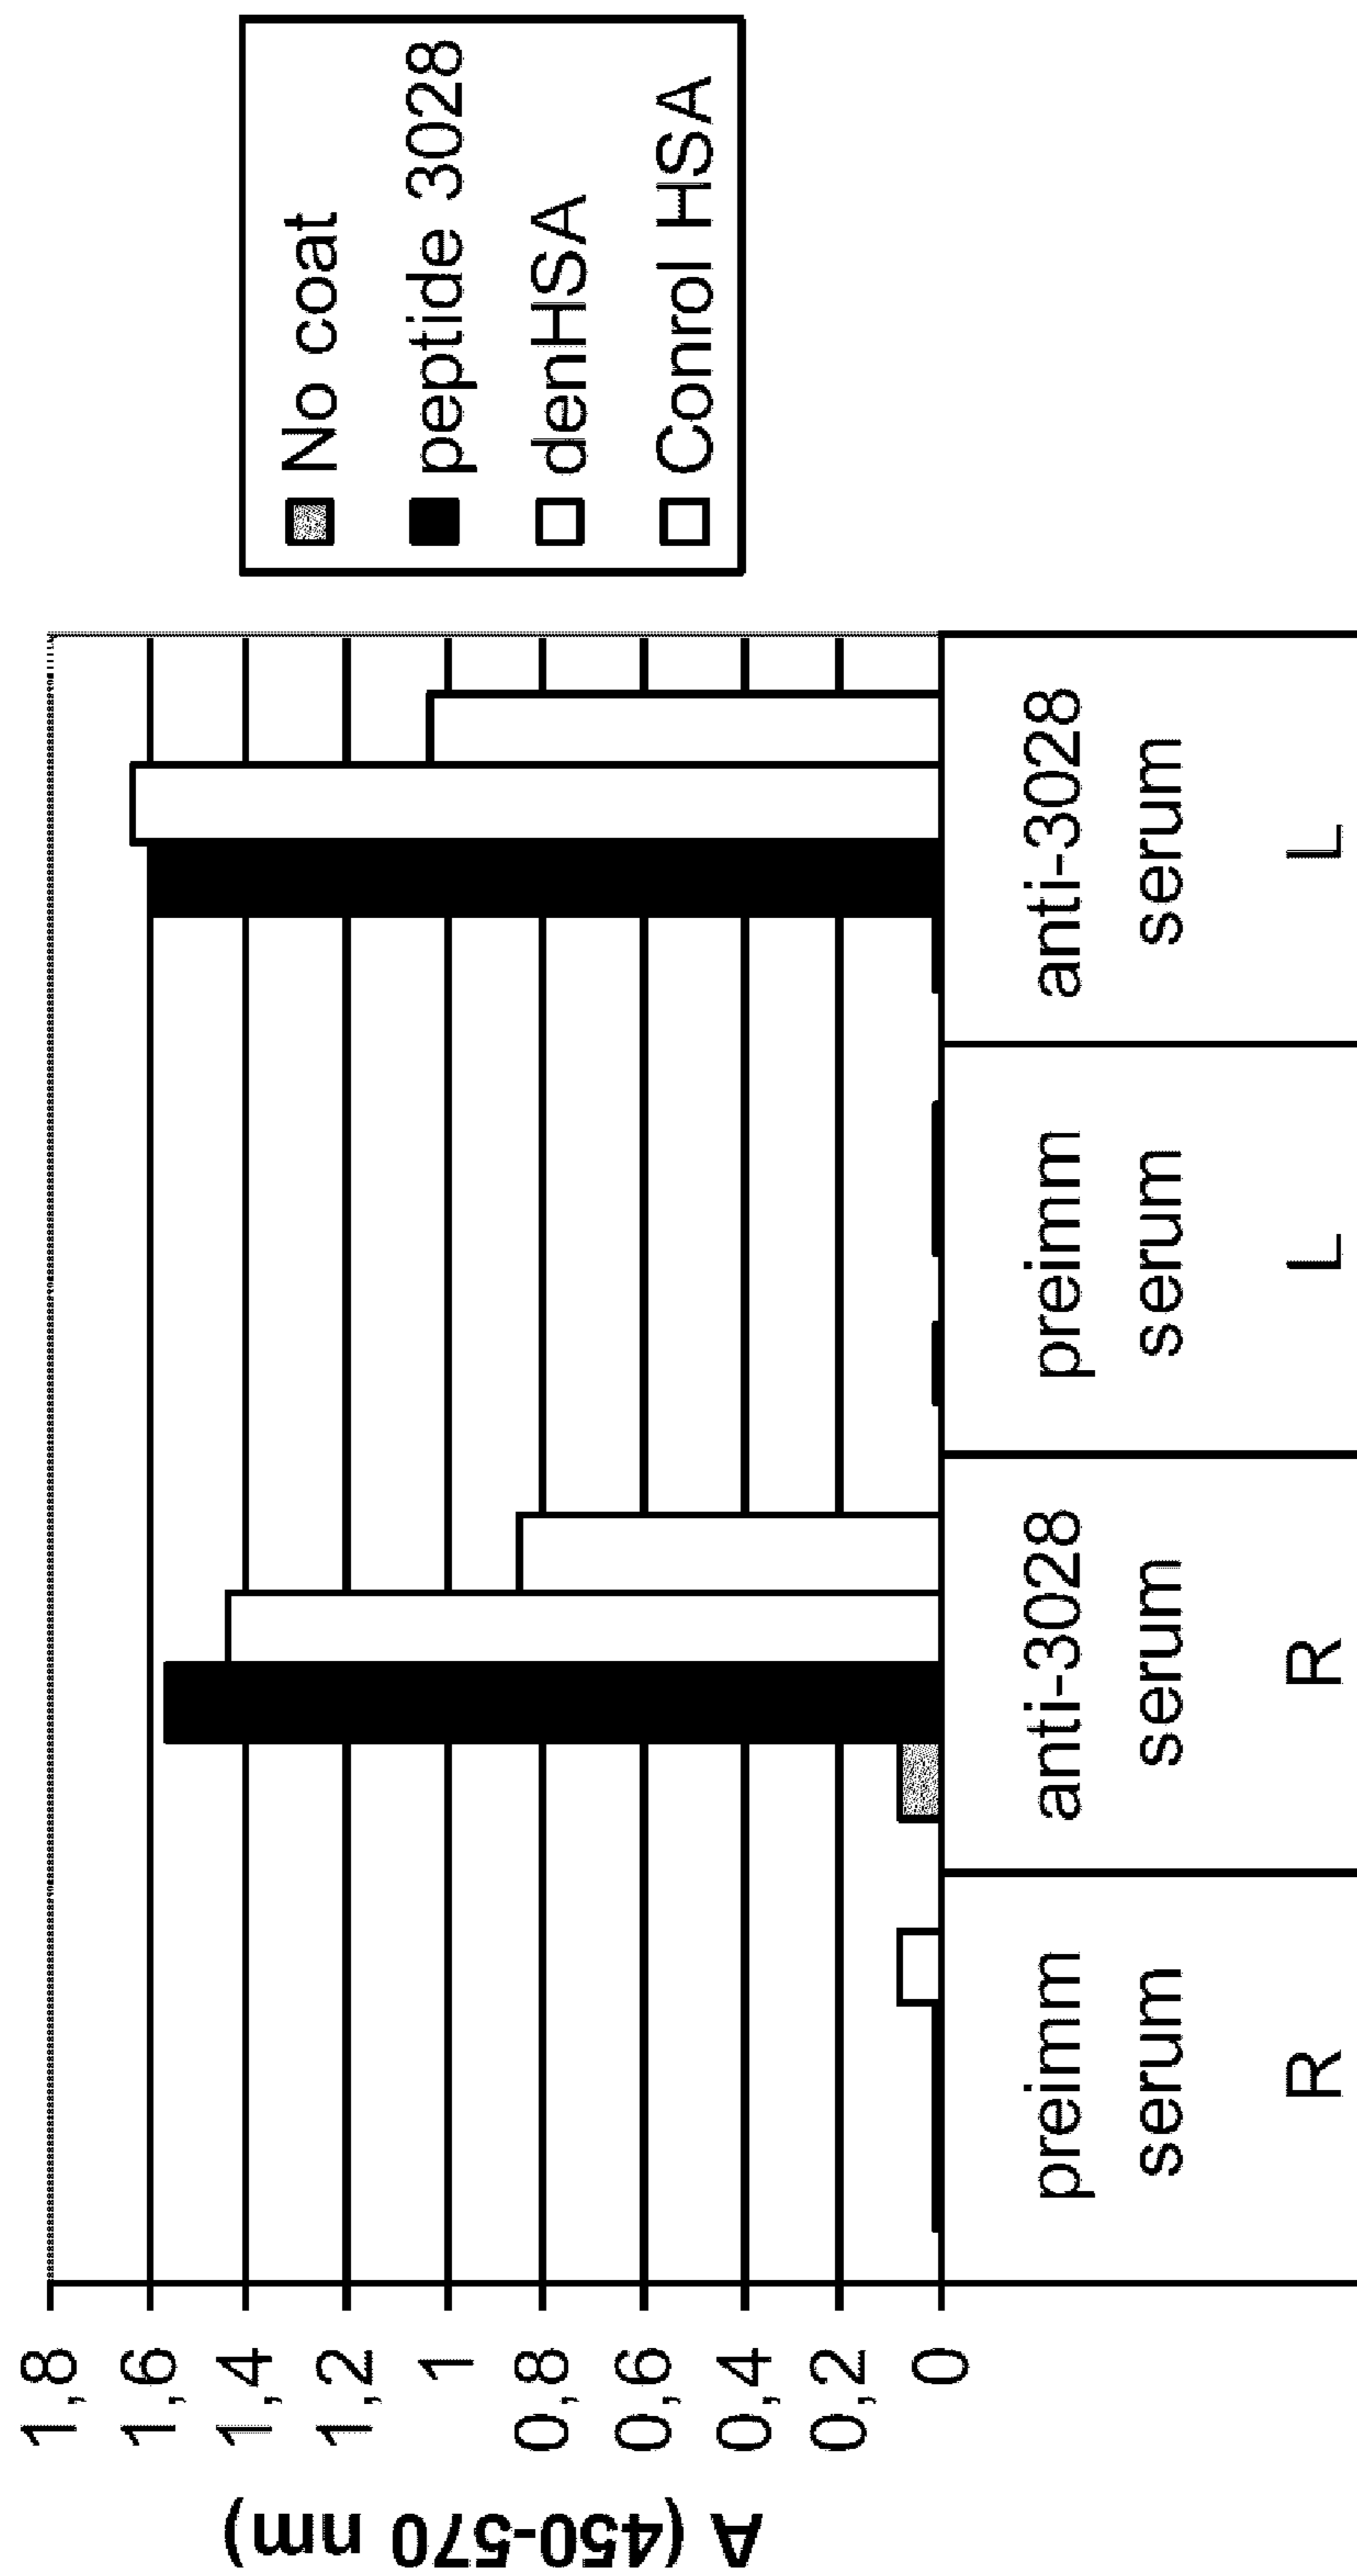 A (450-570 nm)
1,8
1,6
1,4
1,2
1
0,8
0,6
0,4
0,2
0
preimm
serum
R
anti-3028
serum
R
preimm
serum
L
anti-3028
serum
L
No coat
peptide 3028
denHSA
Conrol HSA